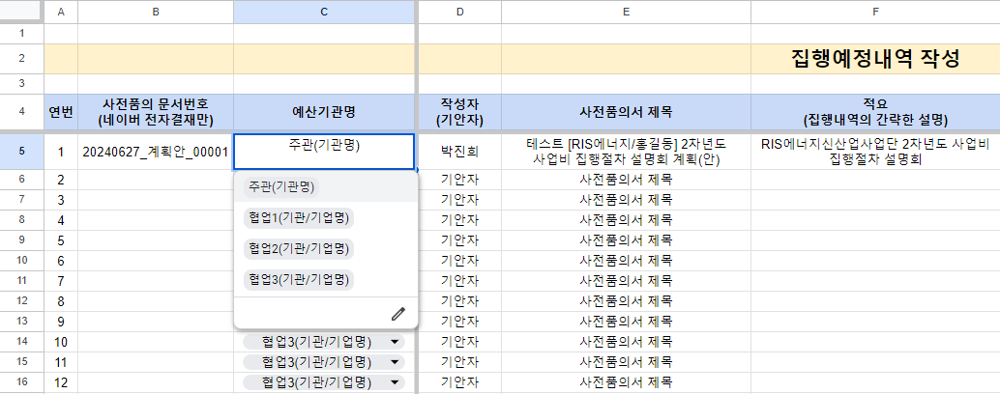 A B C D E F
1
2 집행예정내역 작성
3
4 연번 사전품의 문서번호 (네이버 전자결재만) 예산기관명 작성자 (기안자) 사전품의서 제목 적요 (집행내역의 간략한 설명)
5 1 20240627_계획안_00001 주관(기관명) 박진희 테스트 [RIS에너지/홍길동] 2차년도 사업비 집행절차 설명회 계획(안) RIS에너지신산업사업단 2차년도 사업비 집행절차 설명회
6 2 주관(기관명) 기안자 사전품의서 제목
7 3 협업1(기관/기업명) 기안자 사전품의서 제목
8 4 기안자 사전품의서 제목
9 5 협업2(기관/기업명) 기안자 사전품의서 제목
10 6 기안자 사전품의서 제목
11 7 협업3(기관/기업명) 기안자 사전품의서 제목
12 8 기안자 사전품의서 제목
13 9 기안자 사전품의서 제목
14 10 협업3(기관/기업명) 기안자 사전품의서 제목
15 11 협업3(기관/기업명) 기안자 사전품의서 제목
16 12 협업3(기관/기업명) 기안자 사전품의서 제목